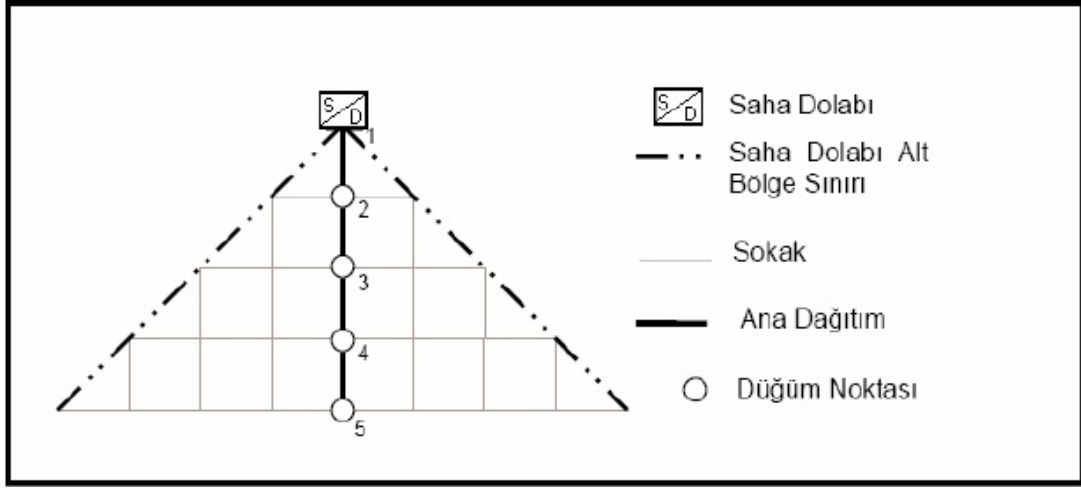 S/D
1
2
3
4
5
S/D Saha Dolabı
Saha Dolabı Alt
Bölge Sınırı
Sokak
Ana Dağıtım
Düğüm Noktası